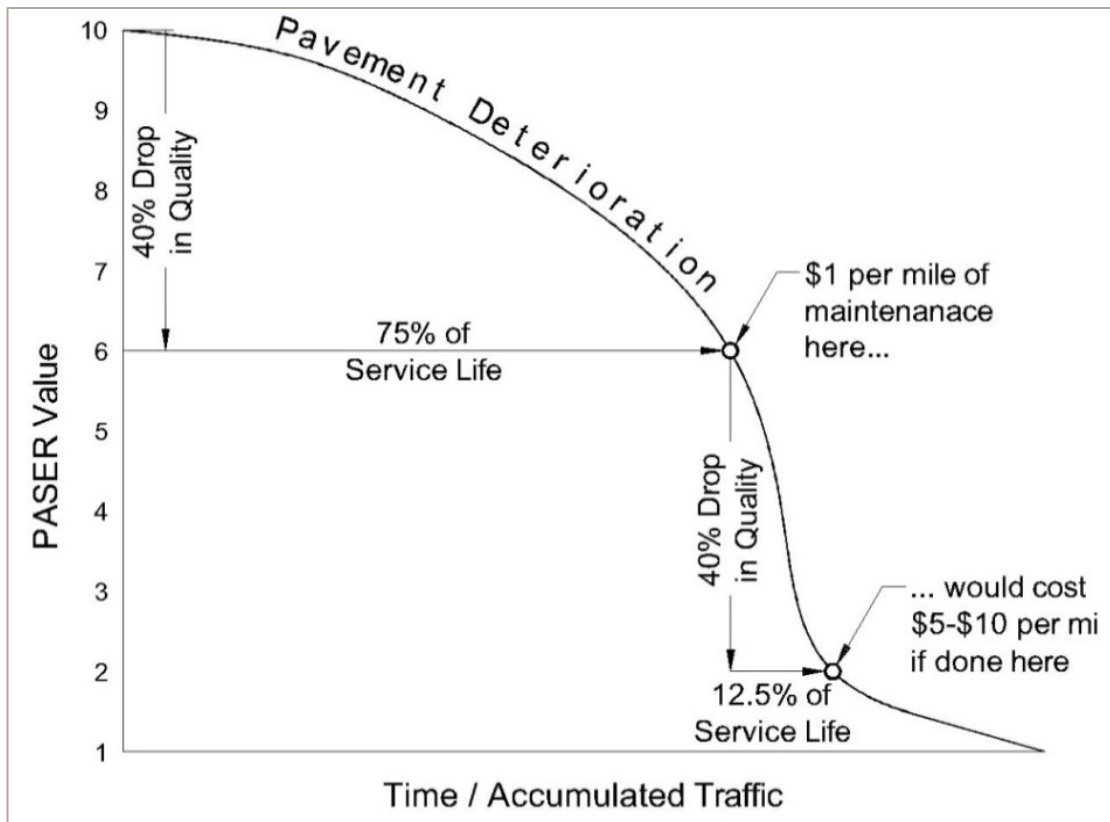 10
9
8
7
6
5
4
3
2
1
PASER Value
Pavement Deterioration
40% Drop
in Quality
75% of
Service Life
$1 per mile of
maintenanace
here...
40% Drop
in Quality
... would cost
$5-$10 per mi
if done here
12.5% of
Service Life
Time / Accumulated Traffic